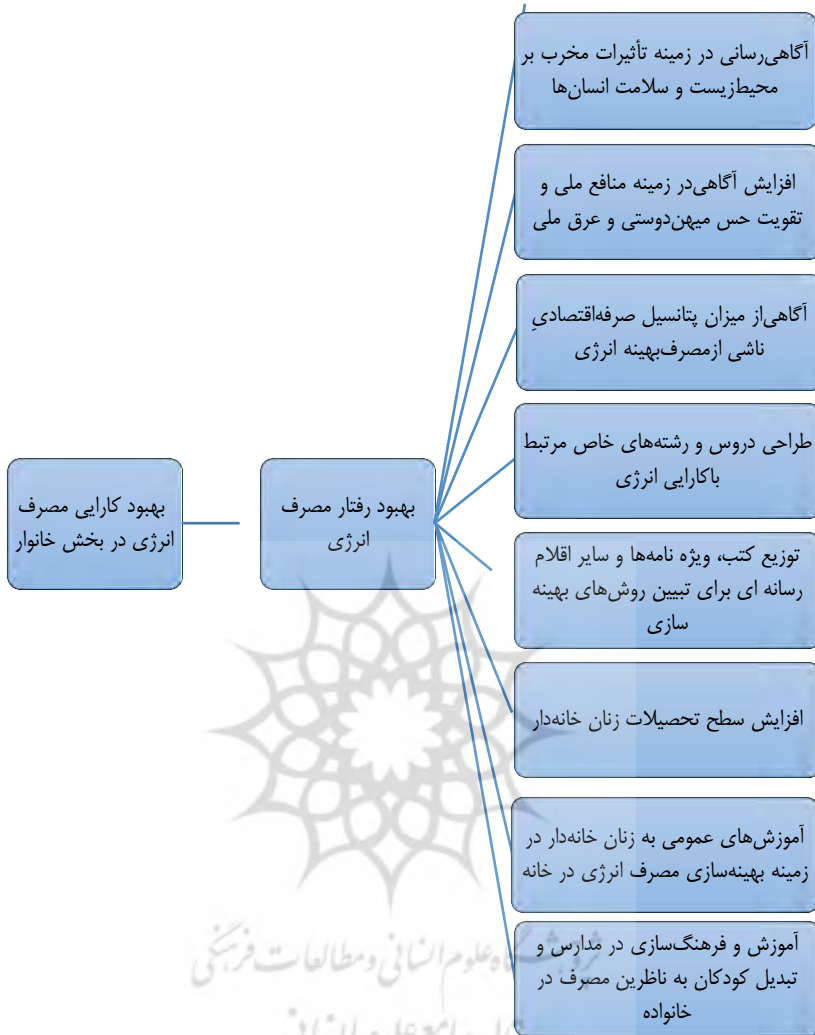 آگاهی‌رسانی در زمینه تأثیرات مخرب بر
محیط‌زیست و سلامت انسان‌ها
افزایش آگاهی‌در زمینه منافع ملی و
تقویت حس میهن‌دوستی و عرق ملی
آگاهی‌از میزان پتانسیل صرفه‌اقتصادیِ
ناشی ازمصرف‌بهینه انرژی
طراحی دروس و رشته‌های خاص مرتبط
باکارایی انرژی
بهبود کارایی مصرف
انرژی در بخش خانوار
بهبود رفتار مصرف
انرژی
توزیع کتب، ویژه نامه‌ها و سایر اقلام
رسانه ای برای تبیین روش‌های بهینه
سازی
افزایش سطح تحصیلات زنان خانه‌دار
آموزش‌های عمومی به زنان خانه‌دار در
زمینه بهینه‌سازی مصرف انرژی در خانه
آموزش و فرهنگ‌سازی در مدارس و
تبدیل کودکان به ناظرین مصرف در
خانواده
علوم انسانی و مطالعات فرهنگی